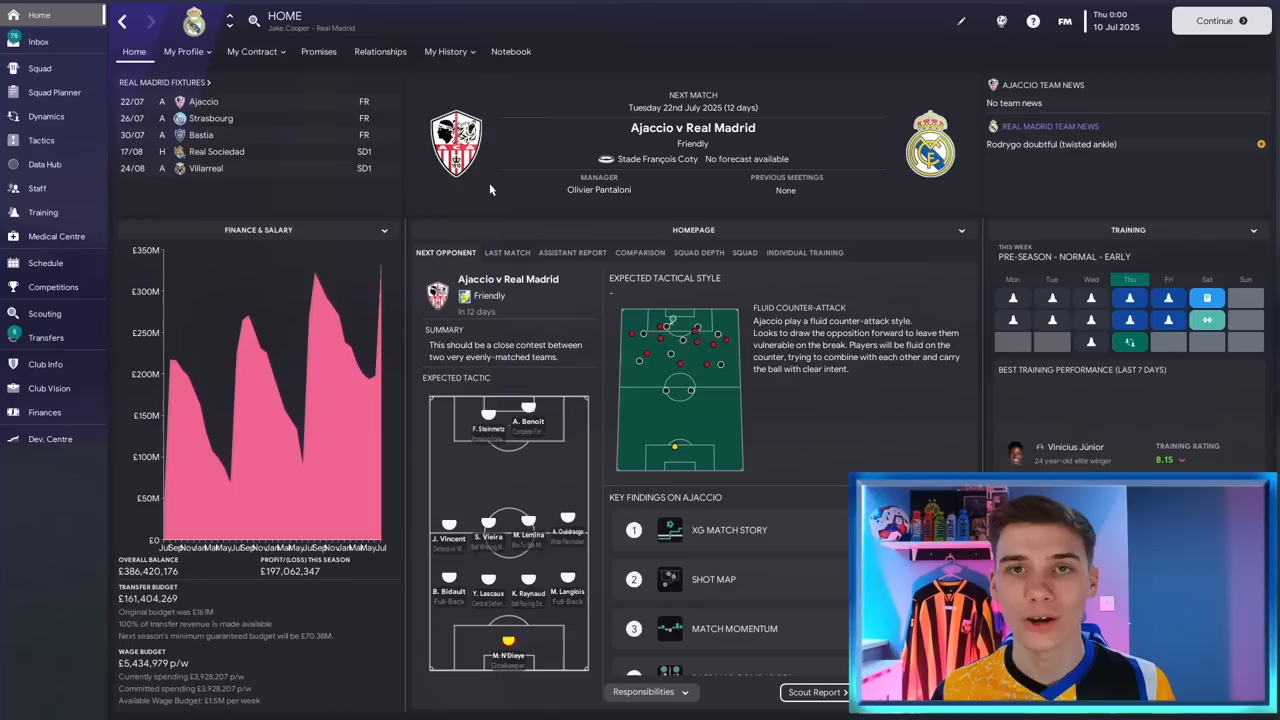 Home
75
Inbox
Squad
Squad Planner
Dynamics
Tactics
Data Hub
Staff
Training
Medical Centre
Schedule
Competitions
Scouting
5
Transfers
Club Info
Club Vision
Finances
Dev. Centre
HOME
Jake Cooper - Real Madrid
?
FM
Thu 0:00
10 Jul 2025
Continue
Home
My Profile
My Contract
Promises
Relationships
My History
Notebook
REAL MADRID FIXTURES
22/07 A Ajaccio FR
26/07 A Strasbourg FR
30/07 A Bastia FR
17/08 H Real Sociedad SD1
24/08 A Villarreal SD1
NEXT MATCH
Tuesday 22nd July 2025 (12 days)
Ajaccio v Real Madrid
Friendly
Stade François Coty No forecast available
MANAGER
Olivier Pantaloni
PREVIOUS MEETINGS
None
AJACCIO TEAM NEWS
No team news
REAL MADRID TEAM NEWS
Rodrygo doubtful (twisted ankle)
FINANCE & SALARY
£350M
£300M
£250M
£200M
£150M
£100M
£50M
£0
OVERALL BALANCE
£386,420,176
PROFIT/(LOSS) THIS SEASON
£197,062,347
TRANSFER BUDGET
£161,404,269
Original budget was £161M
100% of transfer revenue is made available
Next season's minimum guaranteed budget will be £70.38M.
WAGE BUDGET
£5,434,979 p/w
Currently spending £3,928,207 p/w
Committed spending £3,928,207 p/w
Available Wage Budget: £1.5M per week
HOMEPAGE
NEXT OPPONENT
LAST MATCH
ASSISTANT REPORT
COMPARISON
SQUAD DEPTH
SQUAD
INDIVIDUAL TRAINING
Ajaccio v Real Madrid
Friendly
In 12 days
SUMMARY
This should be a close contest between
two very evenly-matched teams.
EXPECTED TACTIC
F. Steinmetz
A. Benoit
J. Vincent
S. Vieira
M. Lemina
A. Ouédraogo
B. Bidault
Full-Back
Y. Lascaux
K. Raynaud
M. Langlois
Full-Back
M. N'Diaye
Goalkeeper
EXPECTED TACTICAL STYLE
-
FLUID COUNTER-ATTACK
Ajaccio play a fluid counter-attack style.
Looks to draw the opposition forward to leave them
vulnerable on the break. Players will be fluid on the
counter, trying to combine with each other and carry
the ball with clear intent.
KEY FINDINGS ON AJACCIO
1 XG MATCH STORY
2 SHOT MAP
3 MATCH MOMENTUM
Responsibilities
Scout Report
TRAINING
THIS WEEK
PRE-SEASON - NORMAL - EARLY
Mon Tue Wed Thu Fri Sat Sun
BEST TRAINING PERFORMANCE (LAST 7 DAYS)
Vinícius Júnior
24 year-old elite winger
TRAINING RATING
8.15